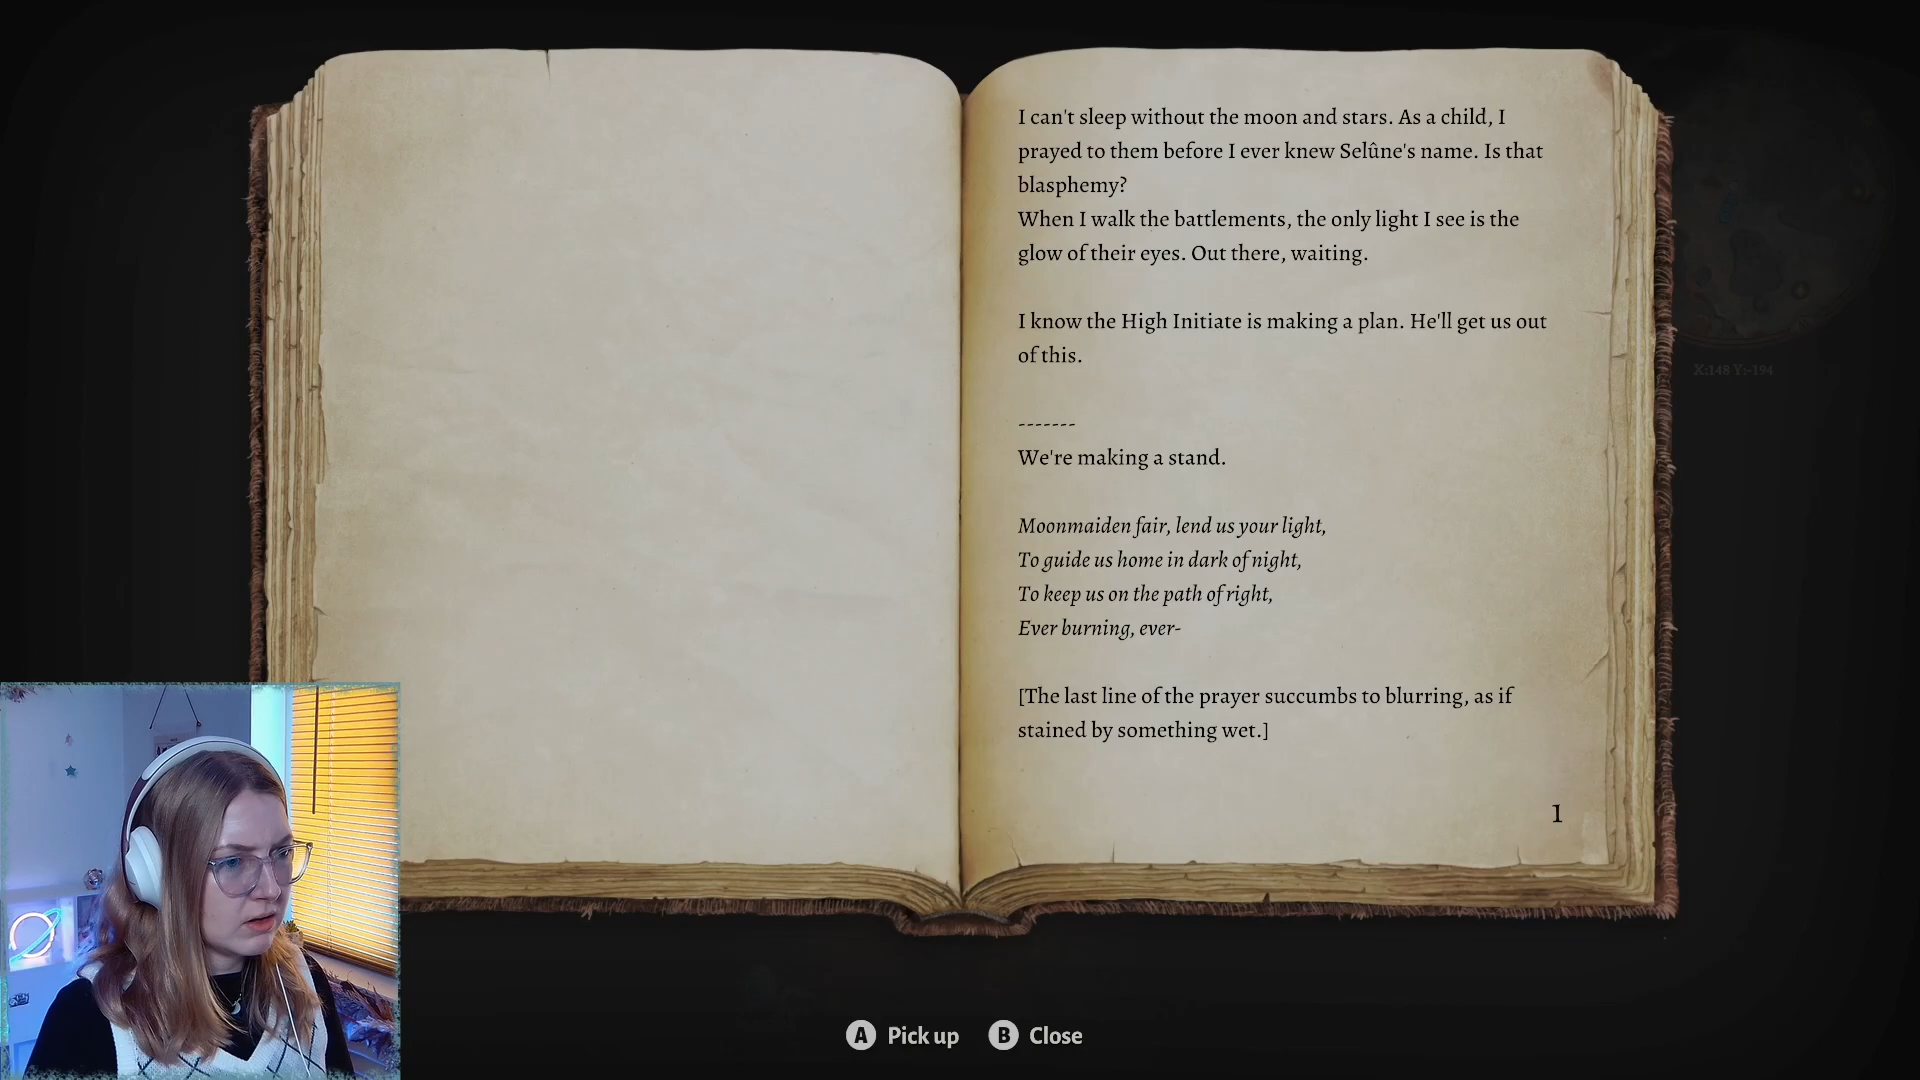 I can't sleep without the moon and stars. As a child, I
prayed to them before I ever knew Selûne's name. Is that
blasphemy?
When I walk the battlements, the only light I see is the
glow of their eyes. Out there, waiting.
I know the High Initiate is making a plan. He'll get us out
of this.
-------
We're making a stand.
Moonmaiden fair, lend us your light,
To guide us home in dark of night,
To keep us on the path of right,
Ever burning, ever-
[The last line of the prayer succumbs to blurring, as if
stained by something wet.]
1
X:148 Y:-194
A Pick up B Close